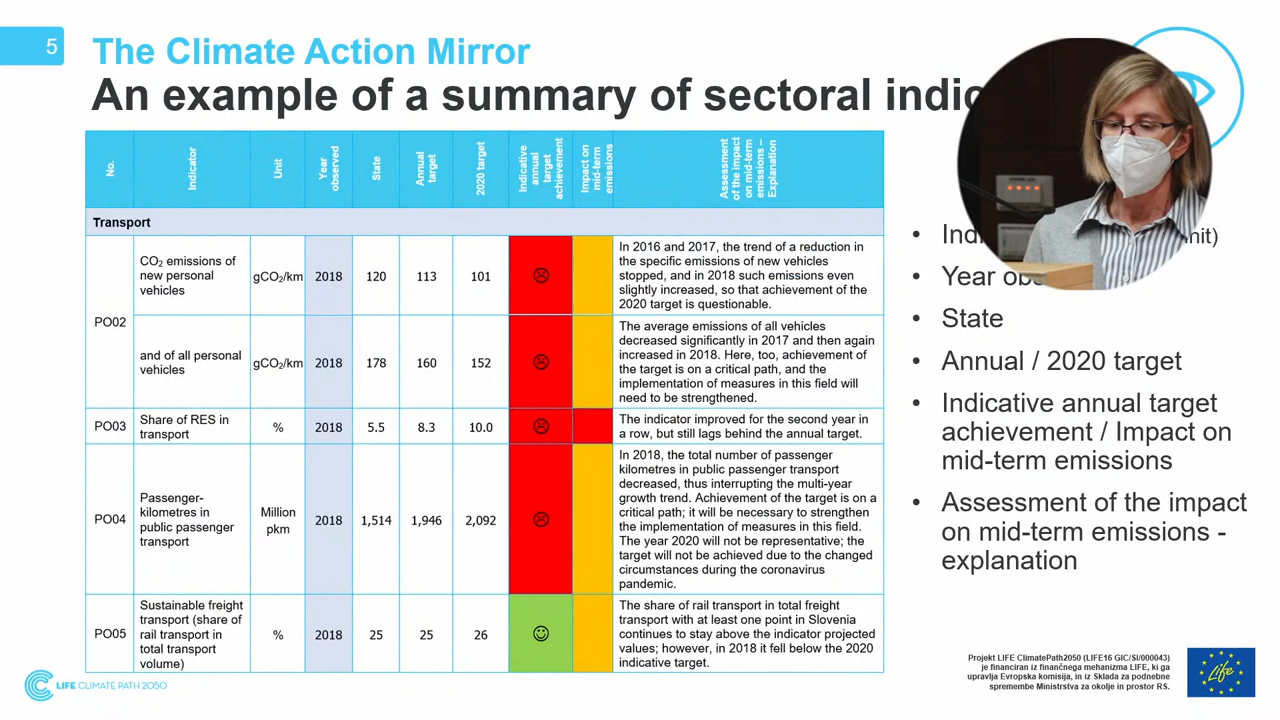 5
The Climate Action Mirror
An example of a summary of sectoral
No.
Indicator
Unit
Year
observed
State
Annual
target
2020 target
Indicative
annual
target
achievement
Impact on
mid-term
emissions
Assessment
of the impact
on mid-term
emissions –
Explanation
Transport
PO02
CO₂ emissions of
new personal
vehicles
gCO₂/km
2018
120
113
101
☹
In 2016 and 2017, the trend of a reduction in
the specific emissions of new vehicles
stopped, and in 2018 such emissions even
slightly increased, so that achievement of the
2020 target is questionable.
and of all personal
vehicles
gCO₂/km
2018
178
160
152
☹
The average emissions of all vehicles
decreased significantly in 2017 and then again
increased in 2018. Here, too, achievement of
the target is on a critical path, and the
implementation of measures in this field will
need to be strengthened.
PO03
Share of RES in
transport
%
2018
5.5
8.3
10.0
☹
The indicator improved for the second year in
a row, but still lags behind the annual target.
PO04
Passenger-
kilometres in
public passenger
transport
Million
pkm
2018
1,514
1,946
2,092
☹
In 2018, the total number of passenger
kilometres in public passenger transport
decreased, thus interrupting the multi-year
growth trend. Achievement of the target is on a
critical path; it will be necessary to strengthen
the implementation of measures in this field.
The year 2020 will not be representative; the
target will not be achieved due to the changed
circumstances during the coronavirus
pandemic.
PO05
Sustainable freight
transport (share of
rail transport in
total transport
volume)
%
2018
25
25
26
☺
The share of rail transport in total freight
transport with at least one point in Slovenia
continues to stay above the indicator projected
values; however, in 2018 it fell below the 2020
indicative target.
• Year
• State
• Annual / 2020 target
• Indicative annual target
achievement / Impact on
mid-term emissions
• Assessment of the impact
on mid-term emissions -
explanation
LIFE CLIMATE PATH 2050
Projekt LIFE ClimatePath2050 (LIFE16 GIC/SI/000043)
je financiran iz finančnega mehanizma LIFE, ki ga
upravlja Evropska komisija, in iz Sklada za podnebne
spremembe Ministrstva za okolje in prostor RS.
Life